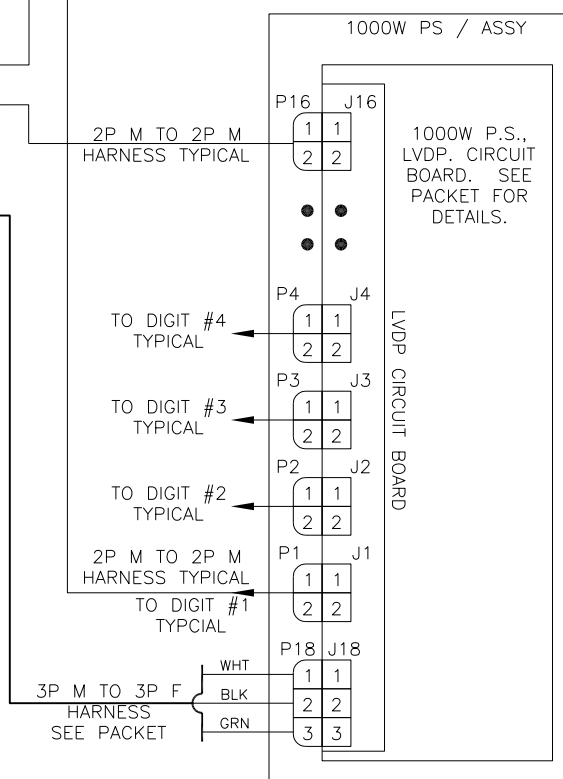 1000W PS / ASSY
P16 J16
1 1
2 2
2P M TO 2P M
HARNESS TYPICAL
1000W P.S.,
LVDP. CIRCUIT
BOARD. SEE
PACKET FOR
DETAILS.
P4 J4
1 1
2 2
TO DIGIT #4
TYPICAL
LVDP CIRCUIT BOARD
P3 J3
1 1
2 2
TO DIGIT #3
TYPICAL
P2 J2
1 1
2 2
TO DIGIT #2
TYPICAL
P1 J1
1 1
2 2
2P M TO 2P M
HARNESS TYPICAL
TO DIGIT #1
TYPCIAL
P18 J18
WHT 1 1
BLK 2 2
GRN 3 3
3P M TO 3P F
HARNESS
SEE PACKET